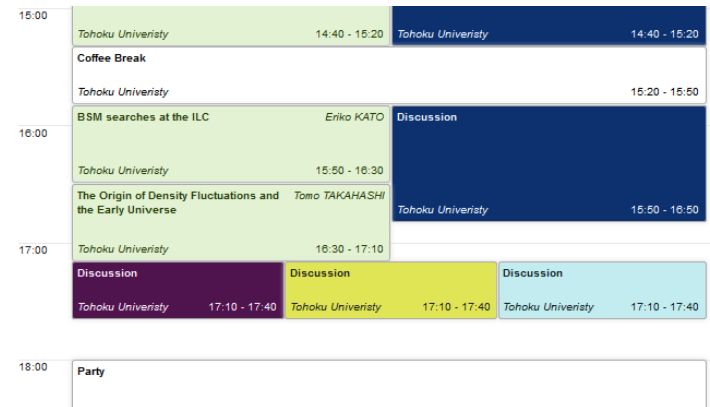 15:00
Tohoku Univeristy 14:40 - 15:20
Tohoku Univeristy 14:40 - 15:20
Coffee Break
Tohoku Univeristy 15:20 - 15:50
BSM searches at the ILC Eriko KATO
Discussion
16:00
Tohoku Univeristy 15:50 - 16:30
The Origin of Density Fluctuations and Tomo TAKAHASHI
the Early Universe
Tohoku Univeristy 15:50 - 16:50
17:00
Tohoku Univeristy 16:30 - 17:10
Discussion
Tohoku Univeristy 17:10 - 17:40
Discussion
Tohoku Univeristy 17:10 - 17:40
Discussion
Tohoku Univeristy 17:10 - 17:40
18:00
Party